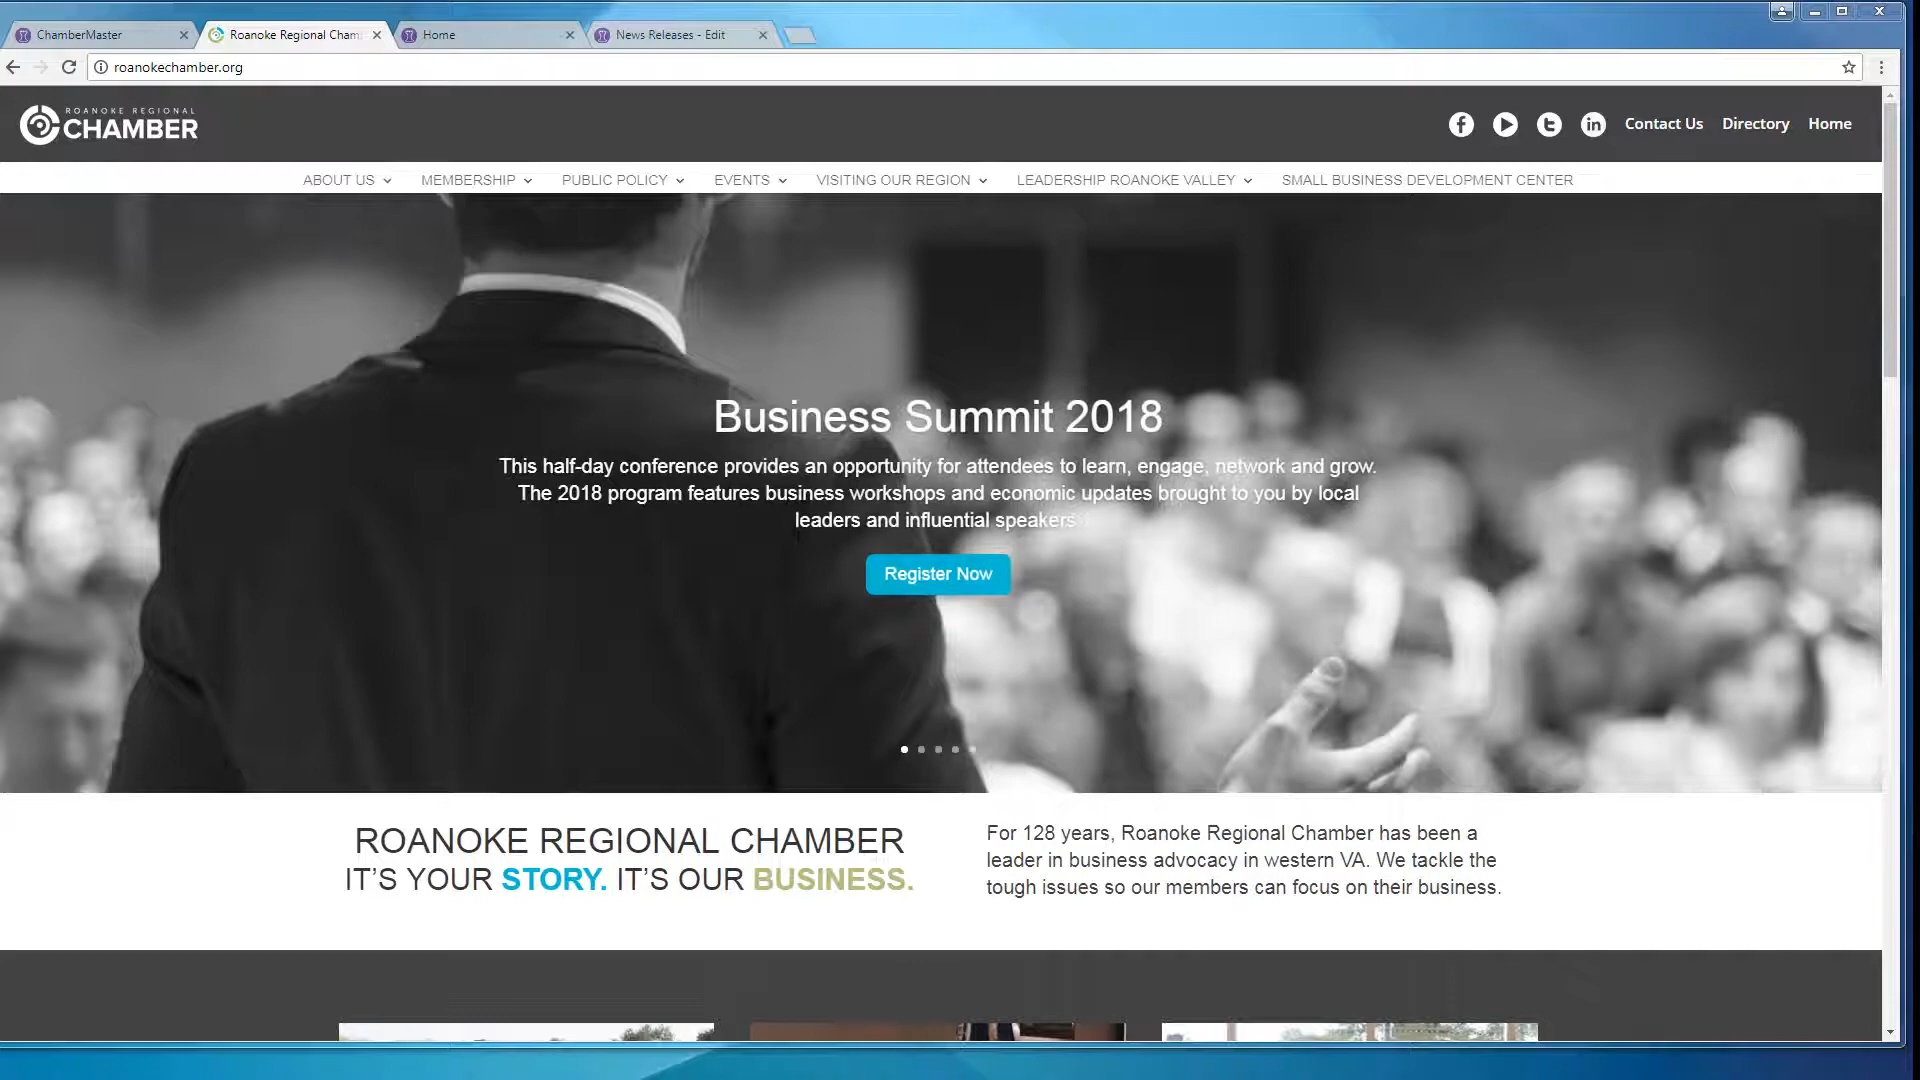 ChamberMaster
Roanoke Regional Cham
Home
News Releases - Edit
roanokechamber.org
ROANOKE REGIONAL
CHAMBER
Contact Us
Directory
Home
ABOUT US
MEMBERSHIP
PUBLIC POLICY
EVENTS
VISITING OUR REGION
LEADERSHIP ROANOKE VALLEY
SMALL BUSINESS DEVELOPMENT CENTER
Business Summit 2018
This half-day conference provides an opportunity for attendees to learn, engage, network and grow.
The 2018 program features business workshops and economic updates brought to you by local
leaders and influential speakers
Register Now
ROANOKE REGIONAL CHAMBER
IT’S YOUR STORY. IT’S OUR BUSINESS.
For 128 years, Roanoke Regional Chamber has been a
leader in business advocacy in western VA. We tackle the
tough issues so our members can focus on their business.